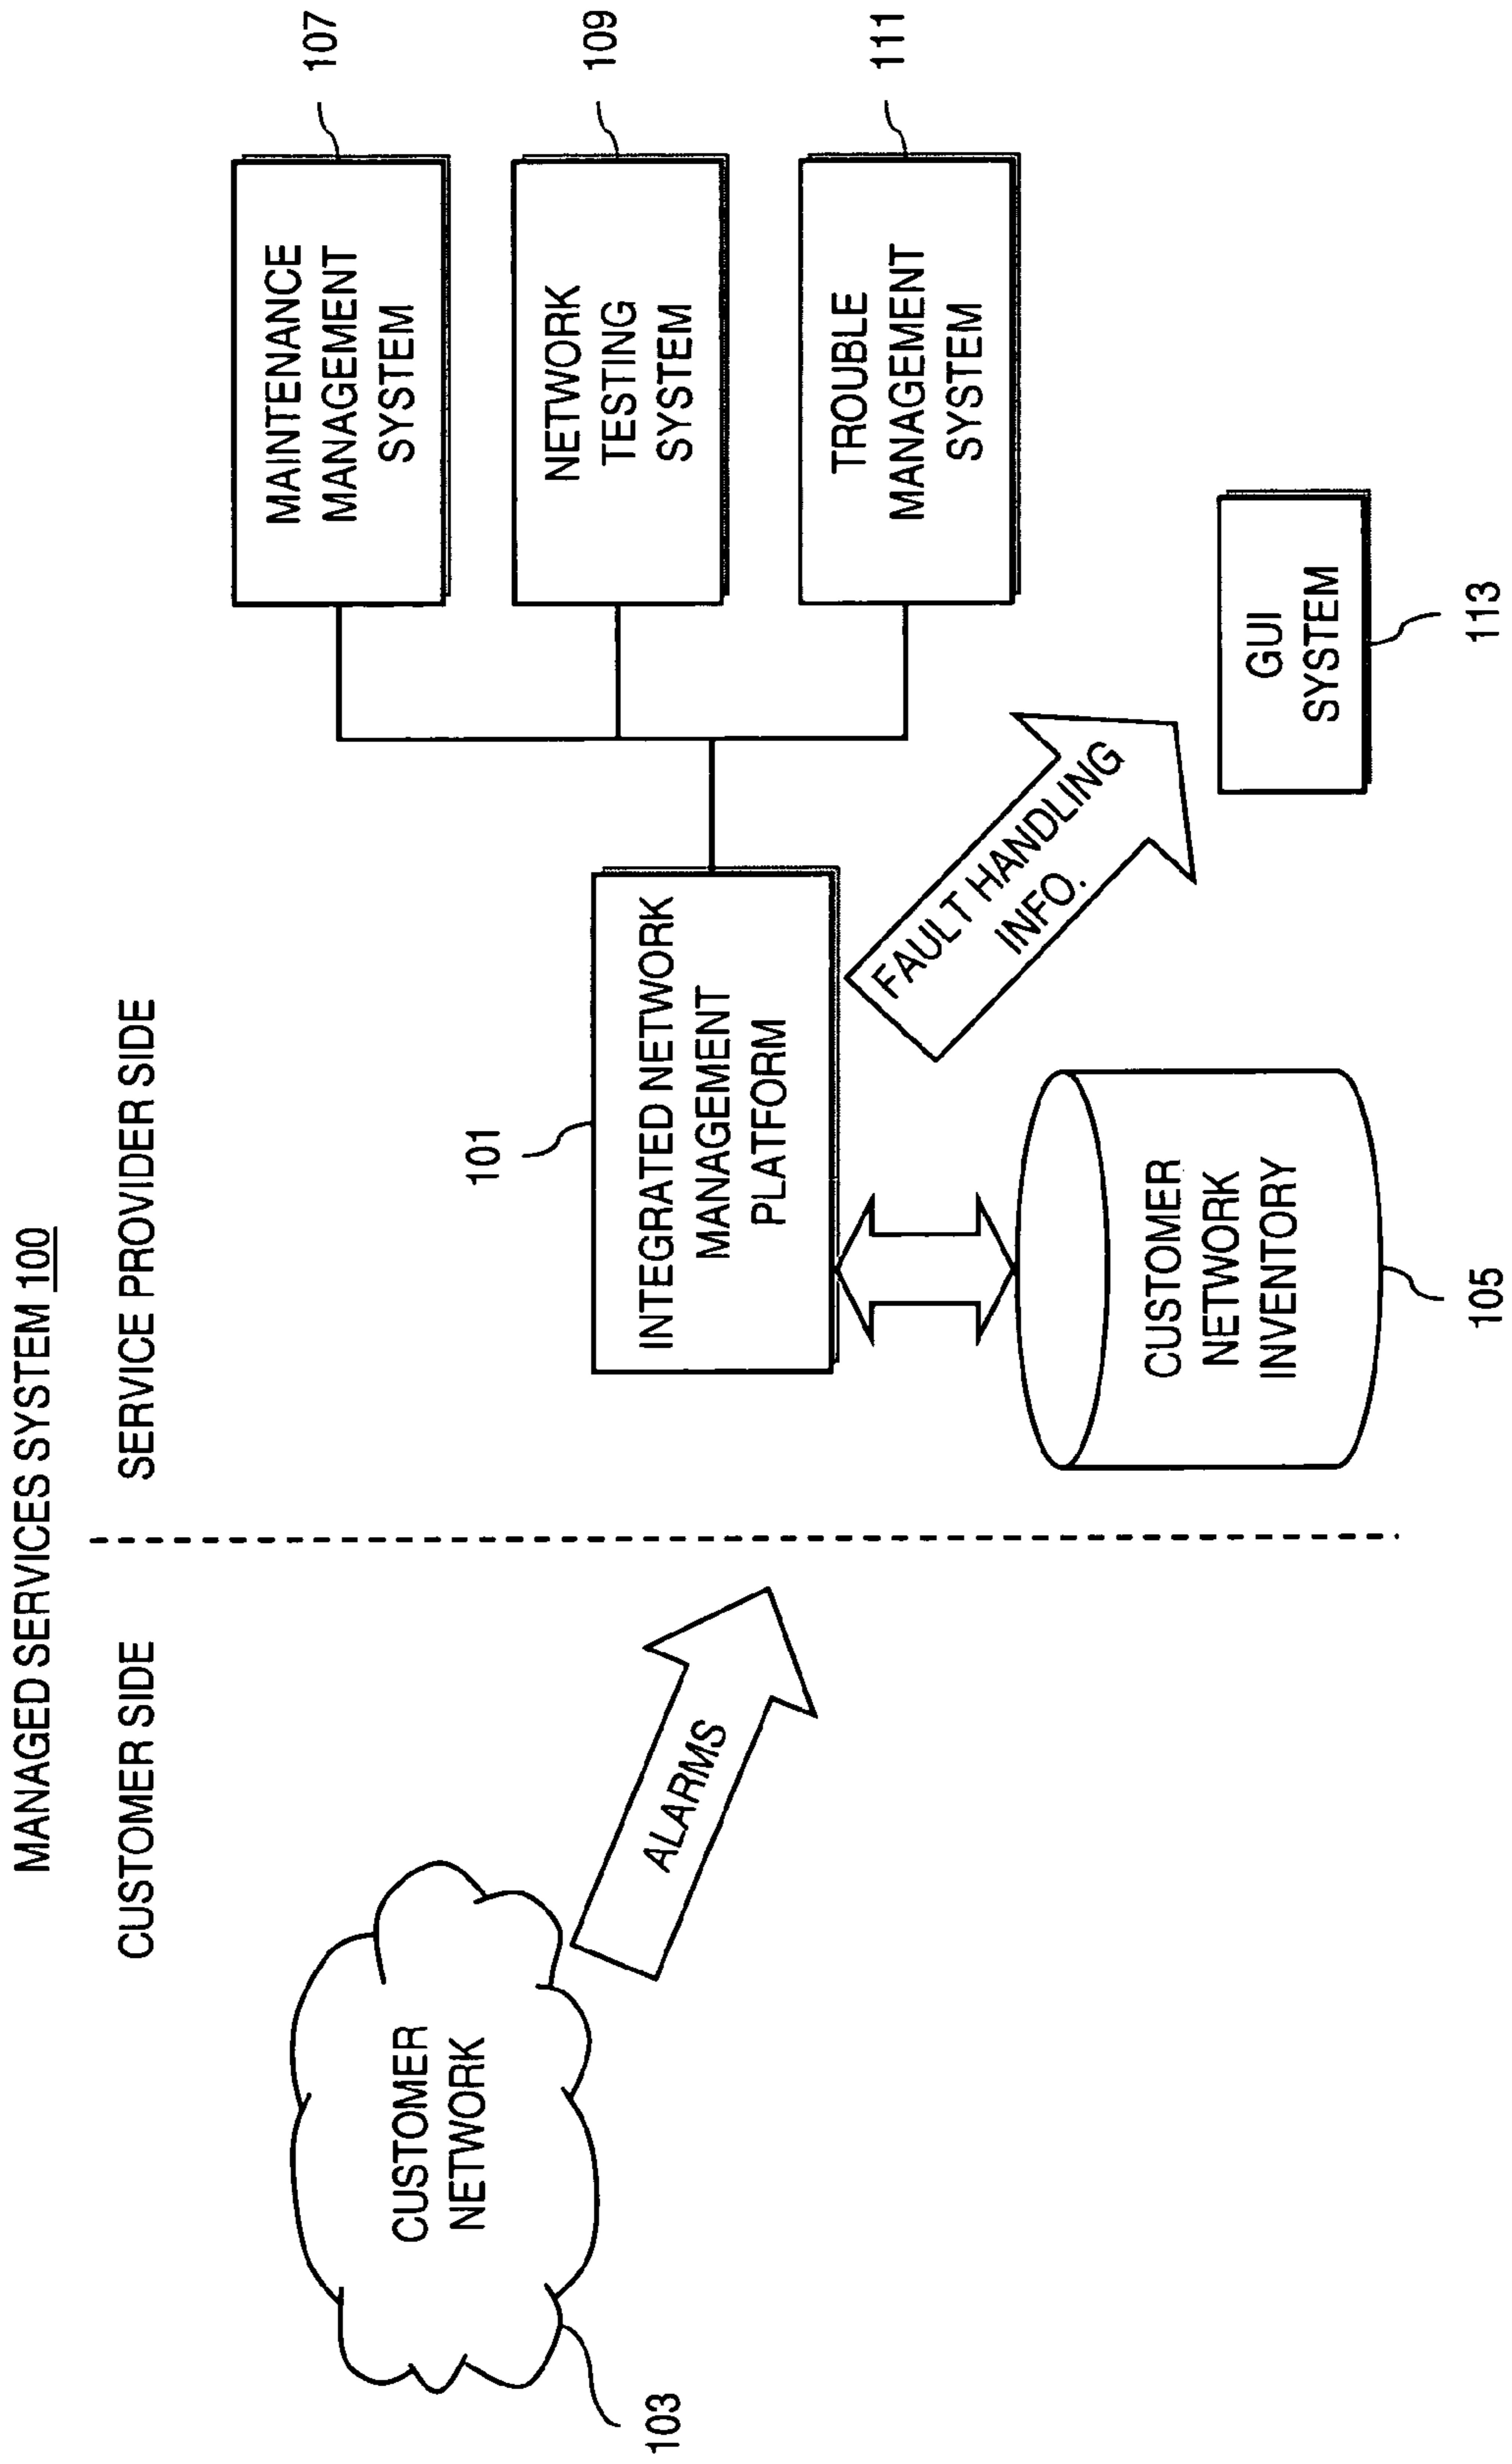 MANAGED SERVICES SYSTEM 100
CUSTOMER SIDE
SERVICE PROVIDER SIDE
CUSTOMER
NETWORK
103
ALARMS
101
INTEGRATED NETWORK
MANAGEMENT
PLATFORM
CUSTOMER
NETWORK
INVENTORY
105
FAULT HANDLING
INFO.
MAINTENANCE
MANAGEMENT
SYSTEM
107
NETWORK
TESTING
SYSTEM
109
TROUBLE
MANAGEMENT
SYSTEM
111
GUI
SYSTEM
113